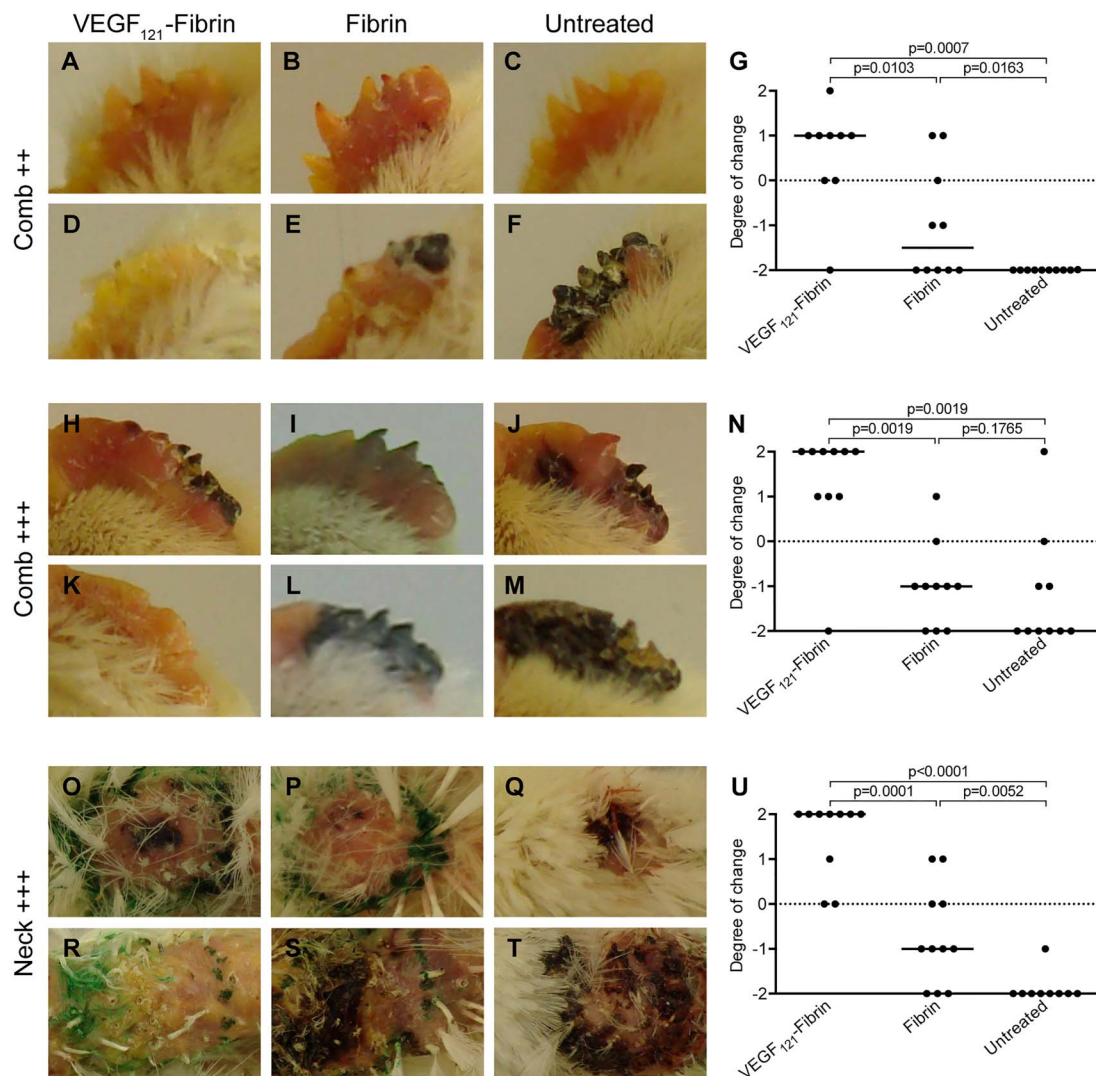 VEGF121-Fibrin Fibrin Untreated
Comb ++
A B C
D E F
G
p=0.0007
p=0.0103 p=0.0163
Degree of change
2
1
0
-1
-2
VEGF121-Fibrin Fibrin Untreated
Comb +++
H I J
K L M
N
p=0.0019
p=0.0019 p=0.1765
Degree of change
2
1
0
-1
-2
VEGF121-Fibrin Fibrin Untreated
Neck +++
O P Q
R S T
U
p<0.0001
p=0.0001 p=0.0052
Degree of change
2
1
0
-1
-2
VEGF121-Fibrin Fibrin Untreated